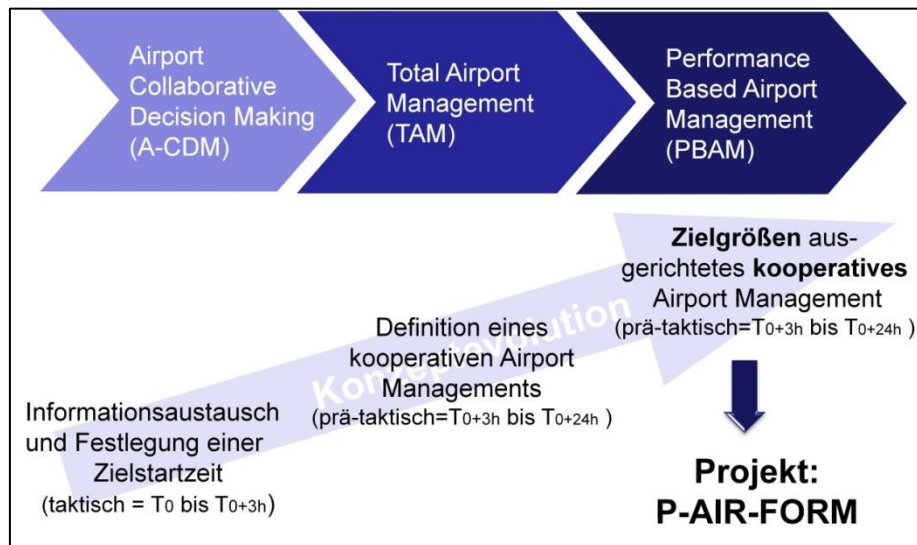 Airport
Collaborative
Decision Making
(A-CDM)
Total Airport
Management
(TAM)
Performance
Based Airport
Management
(PBAM)
Konzeptevolution
Informationsaustausch
und Festlegung einer
Zielstartzeit
(taktisch = T0 bis T0+3h)
Definition eines
kooperativen Airport
Managements
(prä-taktisch=T0+3h bis T0+24h )
Zielgrößen aus-
gerichtetes kooperatives
Airport Management
(prä-taktisch=T0+3h bis T0+24h )
Projekt:
P-AIR-FORM